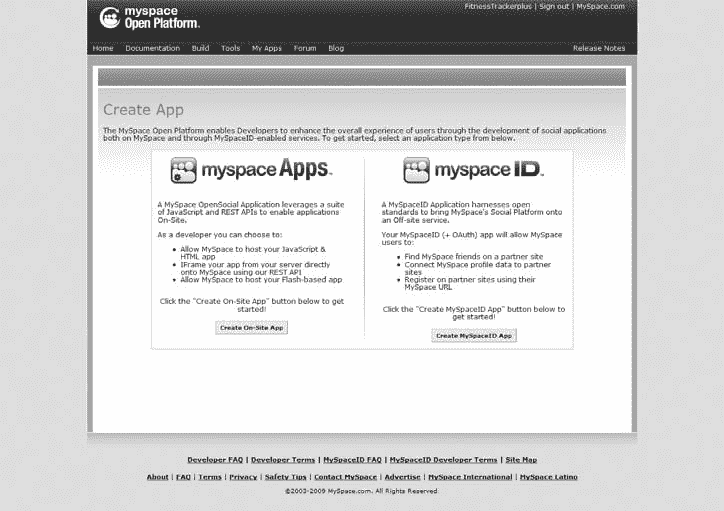 FitnessTrackerplus | Sign out | MySpace.com
myspace
Open Platform.
Home Documentation Build Tools My Apps Forum Blog Release Notes
Create App
The MySpace Open Platform enables Developers to enhance the overall experience of users through the development of social applications
both on MySpace and through MySpaceID-enabled services. To get started, select an application type from below.
myspace Apps™
A MySpace OpenSocial Application leverages a suite
of JavaScript and REST APIs to enable applications
On-Site.
As a developer you can choose to:
• Allow MySpace to host your JavaScript &
HTML app
• IFrame your app from your server directly
onto MySpace using our REST API
• Allow MySpace to host your Flash-based app
Click the "Create On-Site App" button below to get
started!
Create On-Site App
myspace ID™
A MySpaceID Application harnesses open
standards to bring MySpace's Social Platform onto
an Off-site service.
Your MySpaceID (+ OAuth) app will allow MySpace
users to:
• Find MySpace friends on a partner site
• Connect MySpace profile data to partner
sites
• Register on partner sites using their
MySpace URL
Click the "Create MySpaceID App" button below to
get started!
Create MySpaceID App
Developer FAQ | Developer Terms | MySpaceID FAQ | MySpaceID Developer Terms | Site Map
About | FAQ | Terms | Privacy | Safety Tips | Contact MySpace | Advertise | MySpace International | MySpace Latino
©2003-2009 MySpace.com. All Rights Reserved